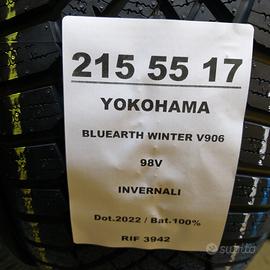 215 55 17
YOKOHAMA
BLUEARTH WINTER V906
98V
INVERNALI
Dot.2022 / Bat.100%
RIF 3942
subito